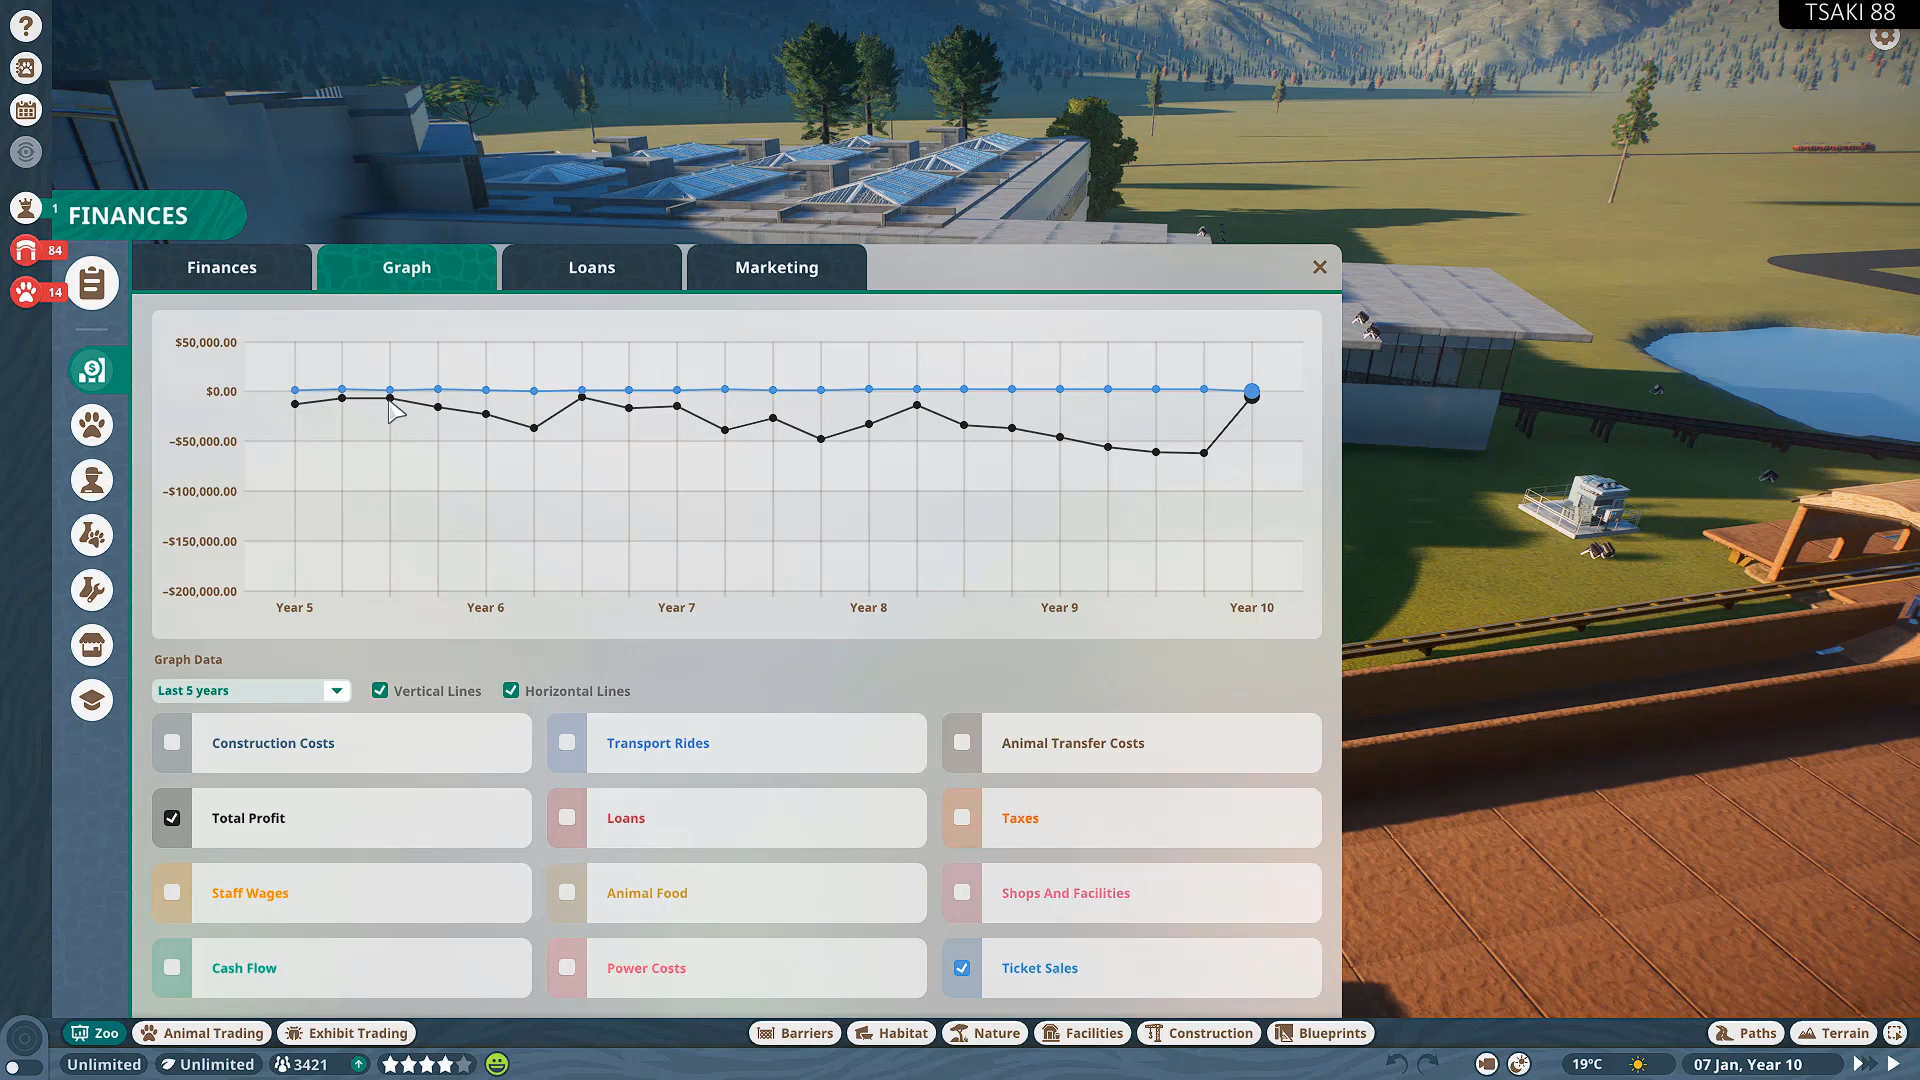 TSAKI 88
1
FINANCES
84
14
Finances
Graph
Loans
Marketing
$50,000.00
$0.00
-$50,000.00
-$100,000.00
-$150,000.00
-$200,000.00
Year 5
Year 6
Year 7
Year 8
Year 9
Year 10
Graph Data
Last 5 years
Vertical Lines
Horizontal Lines
Construction Costs
Transport Rides
Animal Transfer Costs
Total Profit
Loans
Taxes
Staff Wages
Animal Food
Shops And Facilities
Cash Flow
Power Costs
Ticket Sales
Zoo
Animal Trading
Exhibit Trading
Barriers
Habitat
Nature
Facilities
Construction
Blueprints
Paths
Terrain
Unlimited
Unlimited
3421
19°C
07 Jan, Year 10